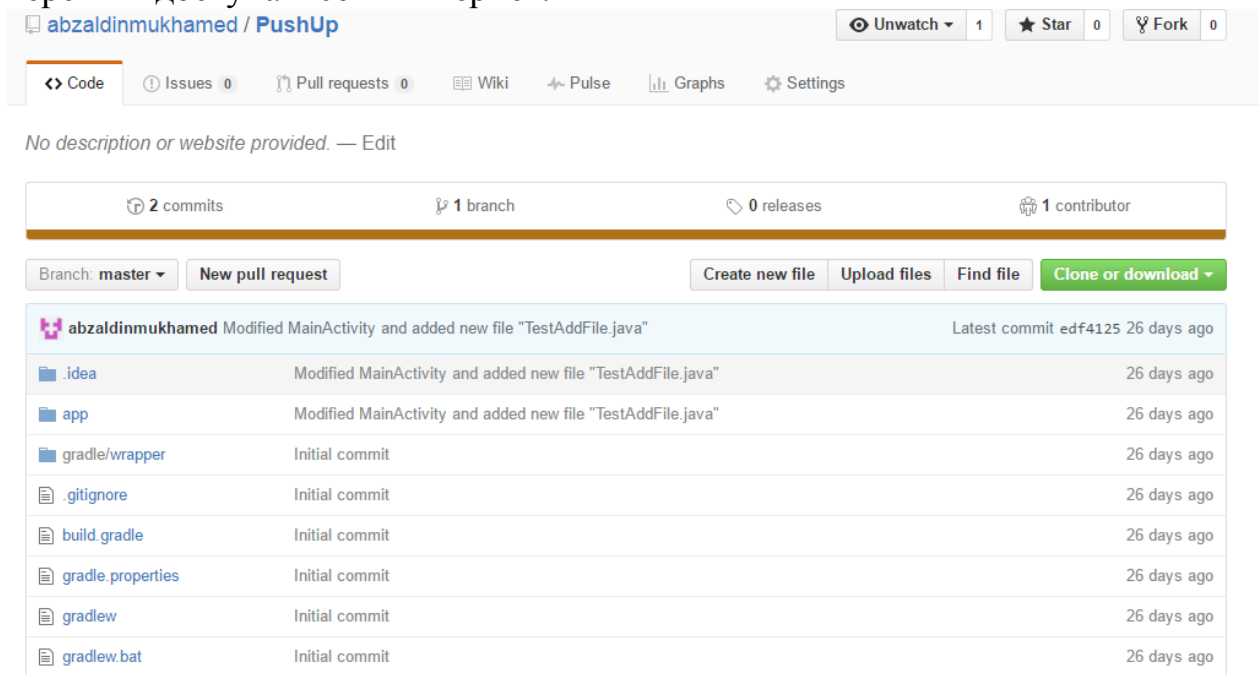 abzaldinmukhamed / PushUp Unwatch 1 Star 0 Fork 0
Code Issues 0 Pull requests 0 Wiki Pulse Graphs Settings
No description or website provided. — Edit
2 commits 1 branch 0 releases 1 contributor
Branch: master New pull request Create new file Upload files Find file Clone or download
abzaldinmukhamed Modified MainActivity and added new file "TestAddFile.java" Latest commit edf4125 26 days ago
.idea Modified MainActivity and added new file "TestAddFile.java" 26 days ago
app Modified MainActivity and added new file "TestAddFile.java" 26 days ago
gradle/wrapper Initial commit 26 days ago
.gitignore Initial commit 26 days ago
build.gradle Initial commit 26 days ago
gradle.properties Initial commit 26 days ago
gradlew Initial commit 26 days ago
gradlew.bat Initial commit 26 days ago